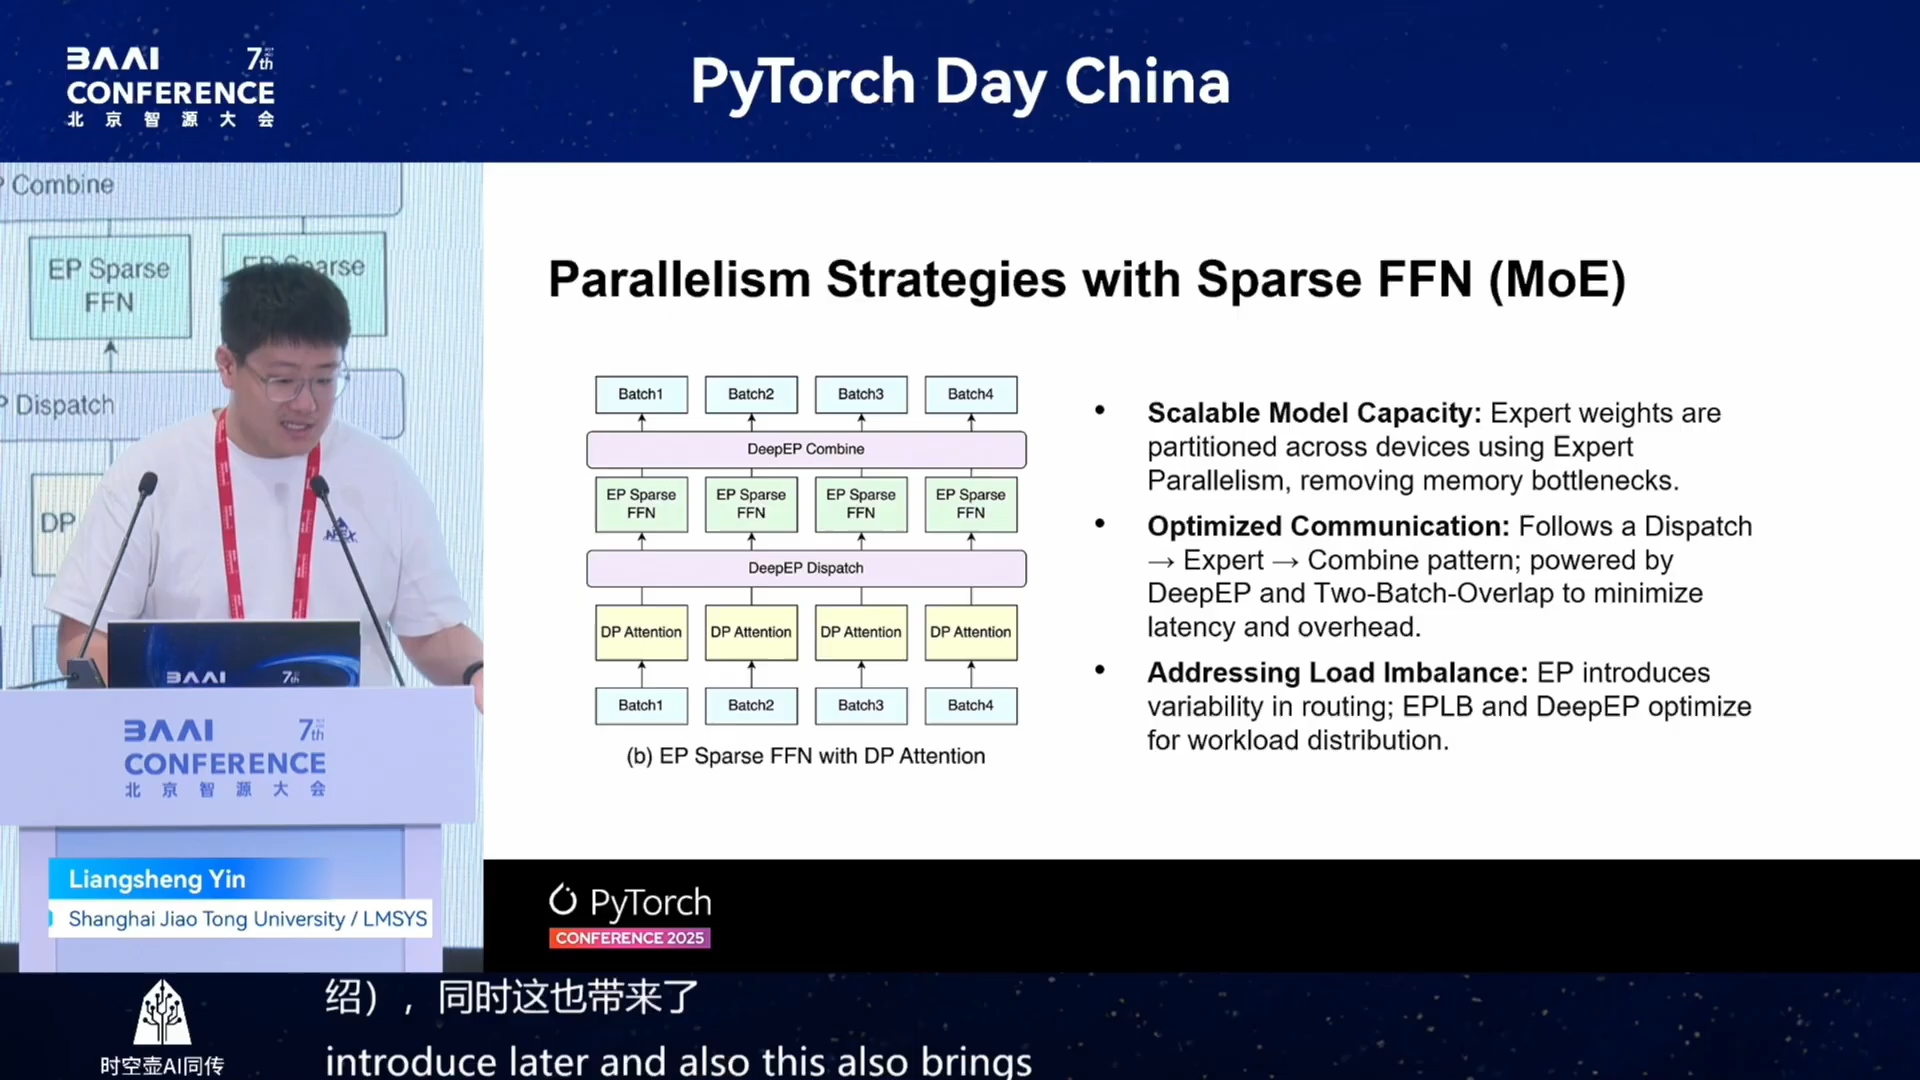 BAAI 7th
CONFERENCE
北京智源大会
PyTorch Day China
Combine
EP Sparse
FFN
EP Sparse
Dispatch
DP
APEX
BAAI 7th
BAAI 7th
CONFERENCE
北京智源大会
Liangsheng Yin
Shanghai Jiao Tong University / LMSYS
Parallelism Strategies with Sparse FFN (MoE)
Batch1 Batch2 Batch3 Batch4
DeepEP Combine
EP Sparse FFN EP Sparse FFN EP Sparse FFN EP Sparse FFN
DeepEP Dispatch
DP Attention DP Attention DP Attention DP Attention
Batch1 Batch2 Batch3 Batch4
(b) EP Sparse FFN with DP Attention
• Scalable Model Capacity: Expert weights are
partitioned across devices using Expert
Parallelism, removing memory bottlenecks.
• Optimized Communication: Follows a Dispatch
→ Expert → Combine pattern; powered by
DeepEP and Two-Batch-Overlap to minimize
latency and overhead.
• Addressing Load Imbalance: EP introduces
variability in routing; EPLB and DeepEP optimize
for workload distribution.
PyTorch
CONFERENCE 2025
时空壶AI同传
绍），同时这也带来了
introduce later and also this also brings